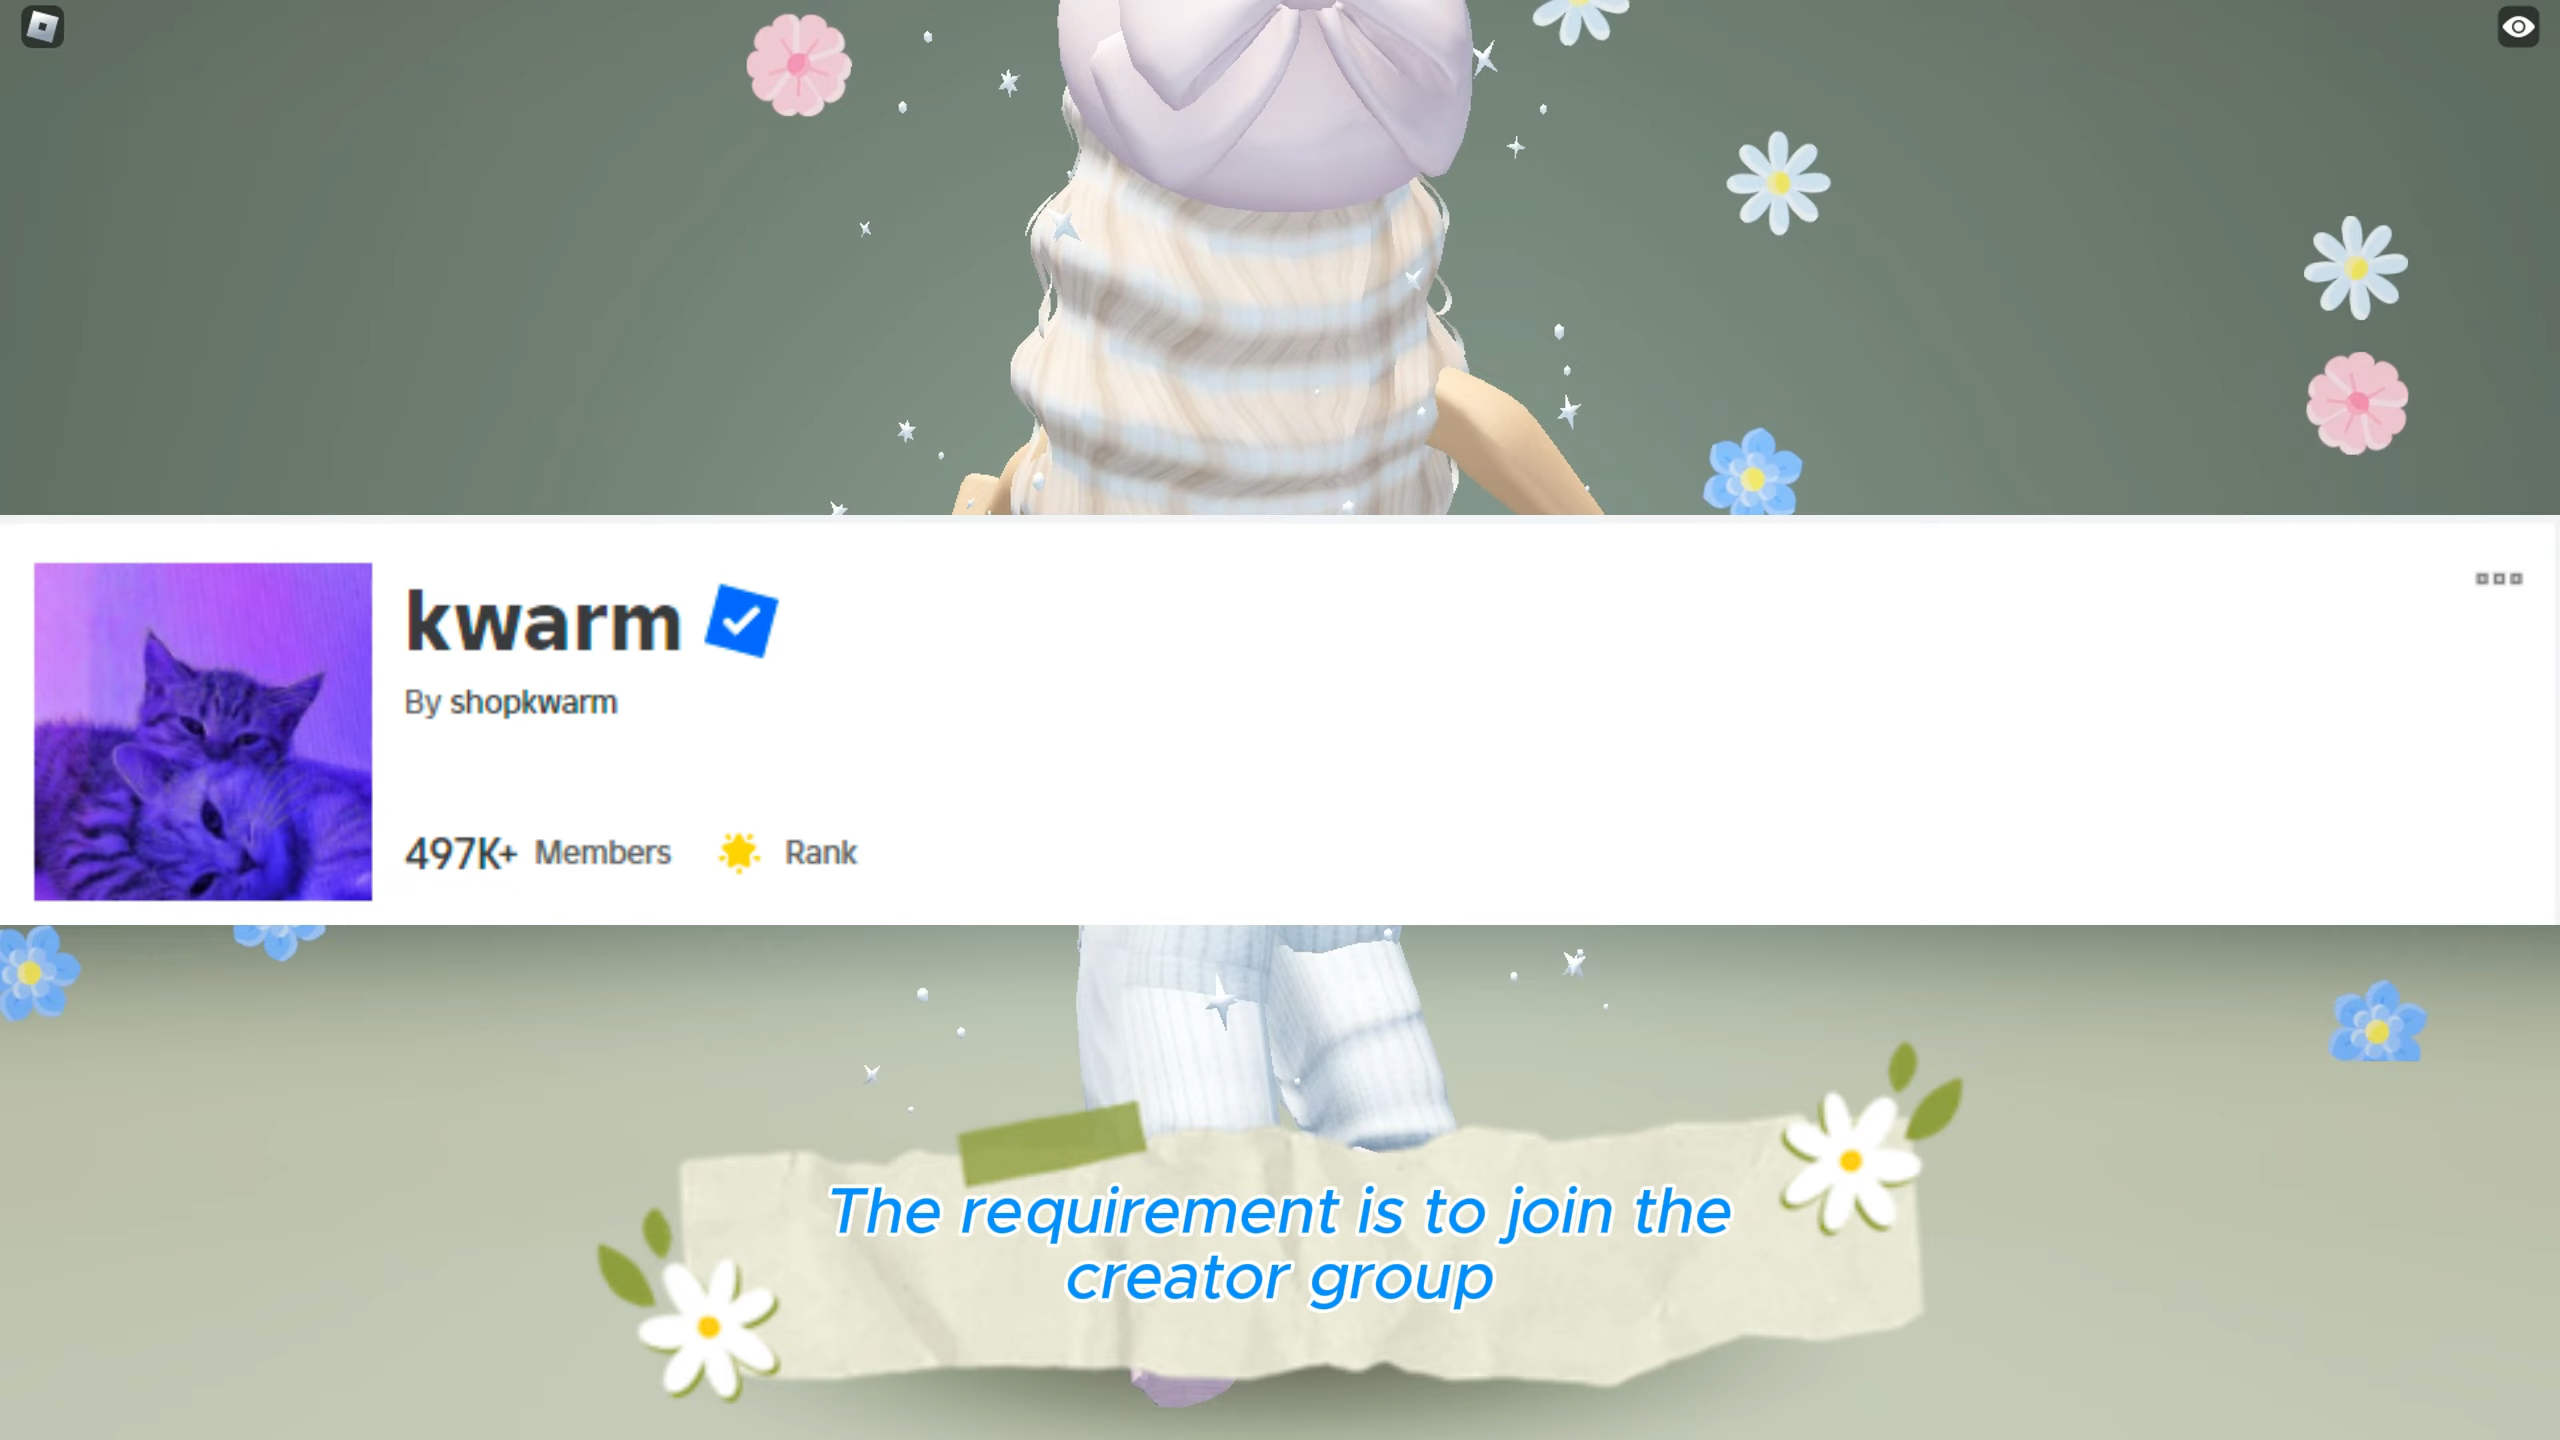 kwarm
By shopkwarm
497K+ Members Rank
The requirement is to join the
creator group